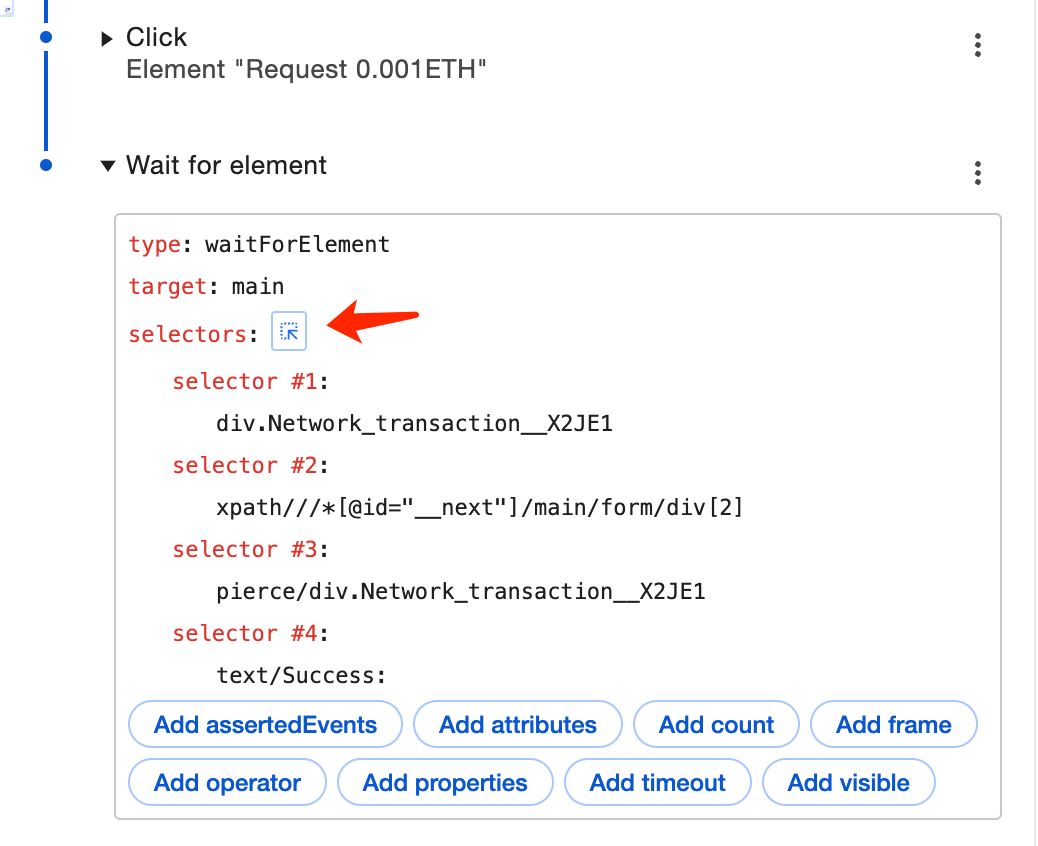 Click
Element "Request 0.001ETH"
Wait for element
type: waitForElement
target: main
selectors:
selector #1:
div.Network_transaction__X2JE1
selector #2:
xpath///*[@id="__next"]/main/form/div[2]
selector #3:
pierce/div.Network_transaction__X2JE1
selector #4:
text/Success:
Add assertedEvents Add attributes Add count Add frame
Add operator Add properties Add timeout Add visible